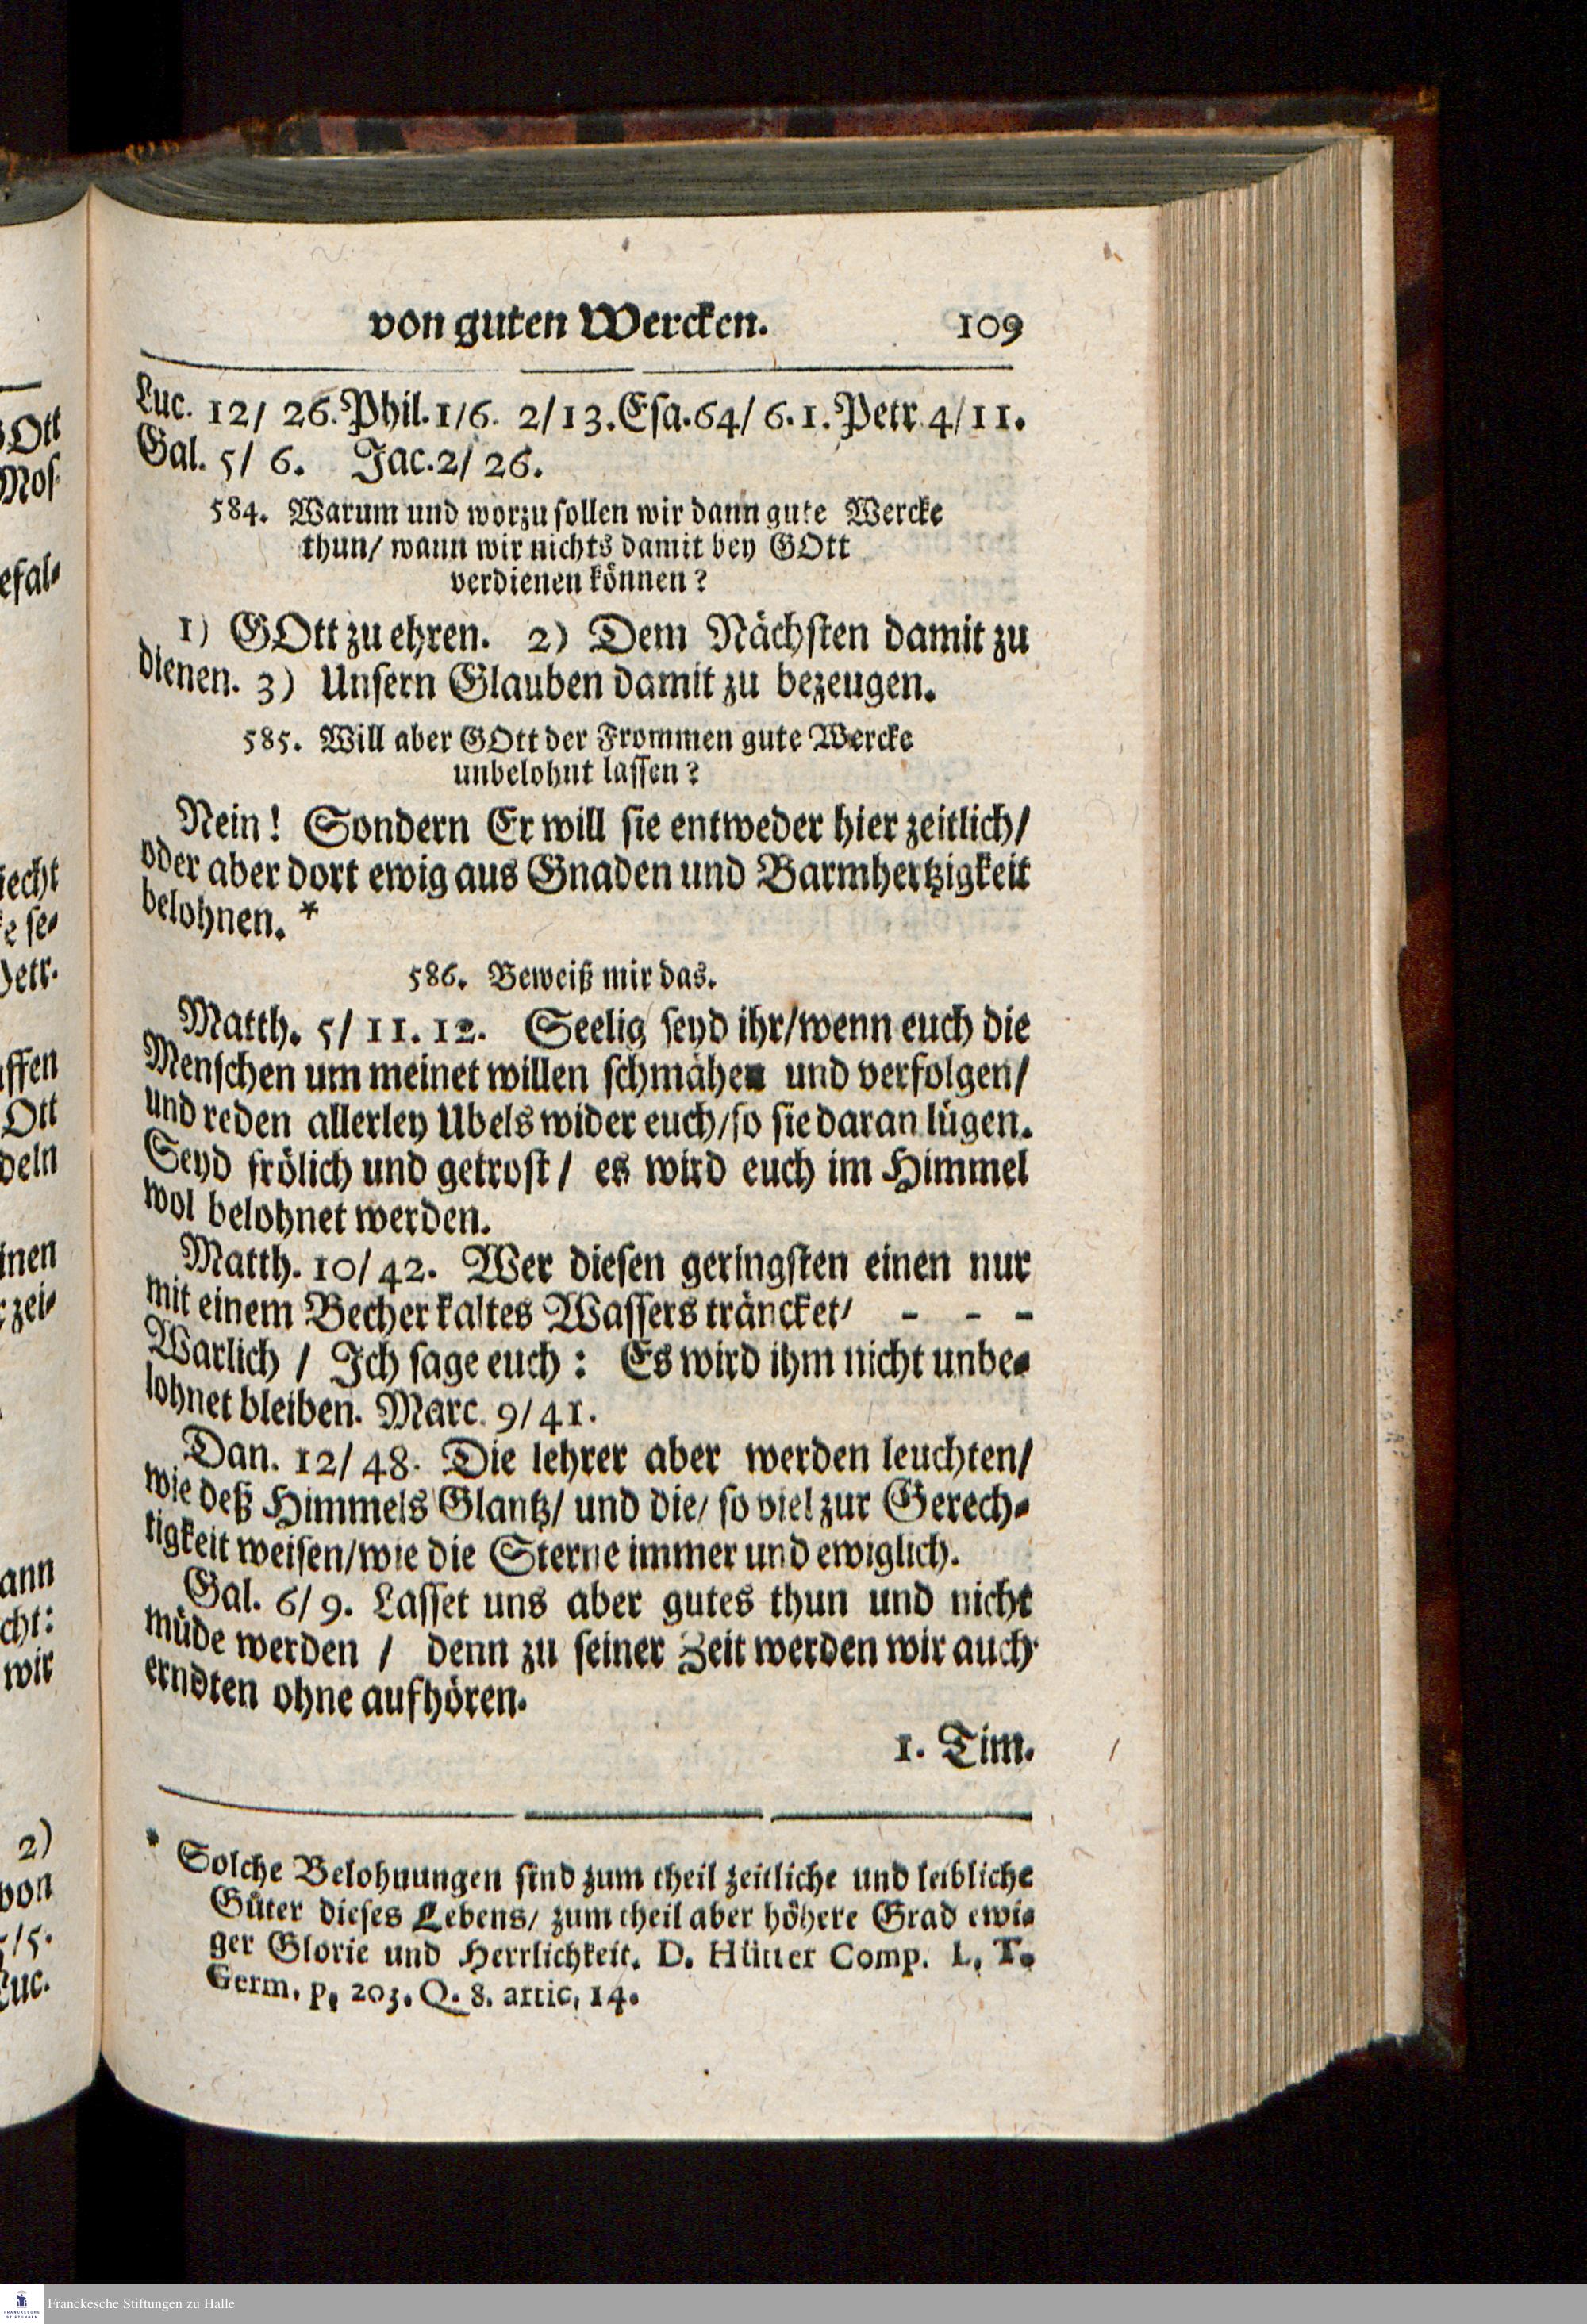 von guten Wercken. 109
Luc. 12/ 26. Phil. 1/6. 2/13. Esa. 64/ 6. 1. Petr. 4/11.
Gal. 5/ 6. Jac. 2/ 26.
584. Warum und worzu sollen wir dann gute Wercke
thun/ wann wir nichts damit bey GOtt
verdienen können?
1) GOtt zu ehren. 2) Dem Nächsten damit zu
dienen. 3) Unsern Glauben damit zu bezeugen.
585. Will aber GOtt der Frommen gute Wercke
unbelohnt lassen?
Nein! Sondern Er will sie entweder hier zeitlich/
oder aber dort ewig aus Gnaden und Barmhertzigkeit
belohnen. *
586. Beweiß mir das.
Matth. 5/ 11. 12. Seelig seyd ihr/wenn euch die
Menschen um meinet willen schmähen und verfolgen/
und reden allerley Ubels wider euch/so sie daran lügen.
Seyd frölich und getrost/ es wird euch im Himmel
wol belohnet werden.
Matth. 10/42. Wer diesen geringsten einen nur
mit einem Becher kaltes Wassers träncket/ - - -
Warlich / Jch sage euch: Es wird ihm nicht unbe-
lohnet bleiben. Marc. 9/41.
Dan. 12/48. Die lehrer aber werden leuchten/
wie deß Himmels Glantz/ und die/ so viel zur Gerech-
tigkeit weisen/wie die Sterne immer und ewiglich.
Gal. 6/9. Lasset uns aber gutes thun und nicht
müde werden / denn zu seiner Zeit werden wir auch
erndten ohne aufhören.
1. Tim.
* Solche Belohnungen sind zum theil zeitliche und leibliche
Güter dieses Lebens/ zum theil aber höhere Grad ewi-
ger Glorie und Herrlichkeit. D. Hütter Comp. L. T.
Germ. p. 203. Q. 8. artic. 14.
Franckesche Stiftungen zu Halle